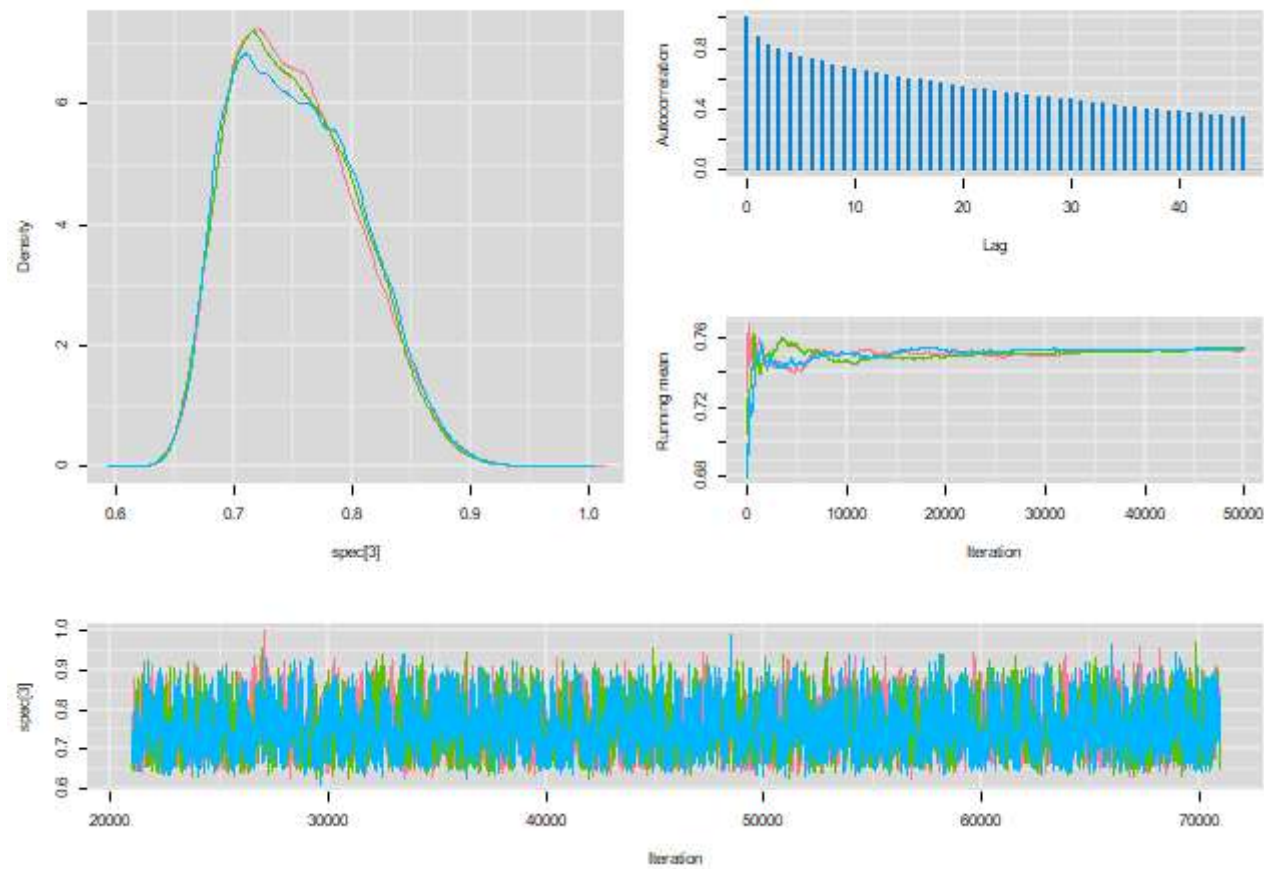 Density
6
4
2
0
0.6 0.7 0.8 0.9 1.0
spec[3]
Autocorrelation
0.8
0.4
0.0
0 10 20 30 40
Lag
Running mean
0.76
0.72
0.68
0 10000 20000 30000 40000 50000
Iteration
spec[3]
1.0
0.9
0.8
0.7
0.6
20000 30000 40000 50000 60000 70000
Iteration